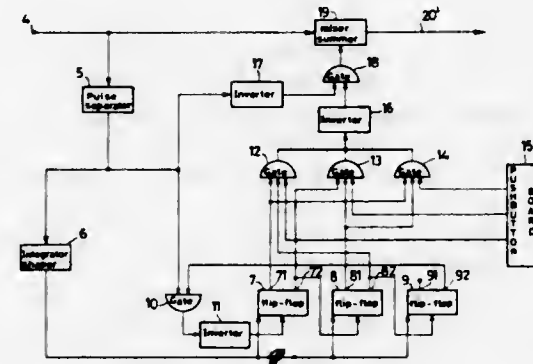 4
19
mixer
summer
20'
5
Pulse
separator
17
Inverter
Gate
18
Inverter
16
12
Gate
13
Gate
14
Gate
15
PUSHBUTTON
BOARD
6
Integrator
shaper
10
Gate
11
Inverter
7
71
72
flip-flop
8
81
82
flip-flop
9
91
92
flip-flop